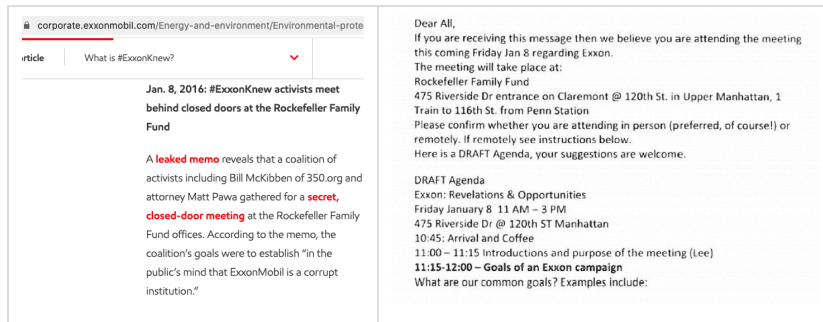 corporate.exxonmobil.com/Energy-and-environment/Environmental-prote
rticle
What is #ExxonKnew?
Jan. 8, 2016: #ExxonKnew activists meet
behind closed doors at the Rockefeller Family
Fund
A leaked memo reveals that a coalition of
activists including Bill McKibben of 350.org and
attorney Matt Pawa gathered for a secret,
closed-door meeting at the Rockefeller Family
Fund offices. According to the memo, the
coalition's goals were to establish "in the
public's mind that ExxonMobil is a corrupt
institution."
Dear All,
If you are receiving this message then we believe you are attending the meeting
this coming Friday Jan 8 regarding Exxon.
The meeting will take place at:
Rockefeller Family Fund
475 Riverside Dr entrance on Claremont @ 120th St. in Upper Manhattan, 1
Train to 116th St. from Penn Station
Please confirm whether you are attending in person (preferred, of course!) or
remotely. If remotely see instructions below.
Here is a DRAFT Agenda, your suggestions are welcome.
DRAFT Agenda
Exxon: Revelations & Opportunities
Friday January 8 11 AM – 3 PM
475 Riverside Dr @ 120th ST Manhattan
10:45: Arrival and Coffee
11:00 – 11:15 Introductions and purpose of the meeting (Lee)
11:15-12:00 – Goals of an Exxon campaign
What are our common goals? Examples include: